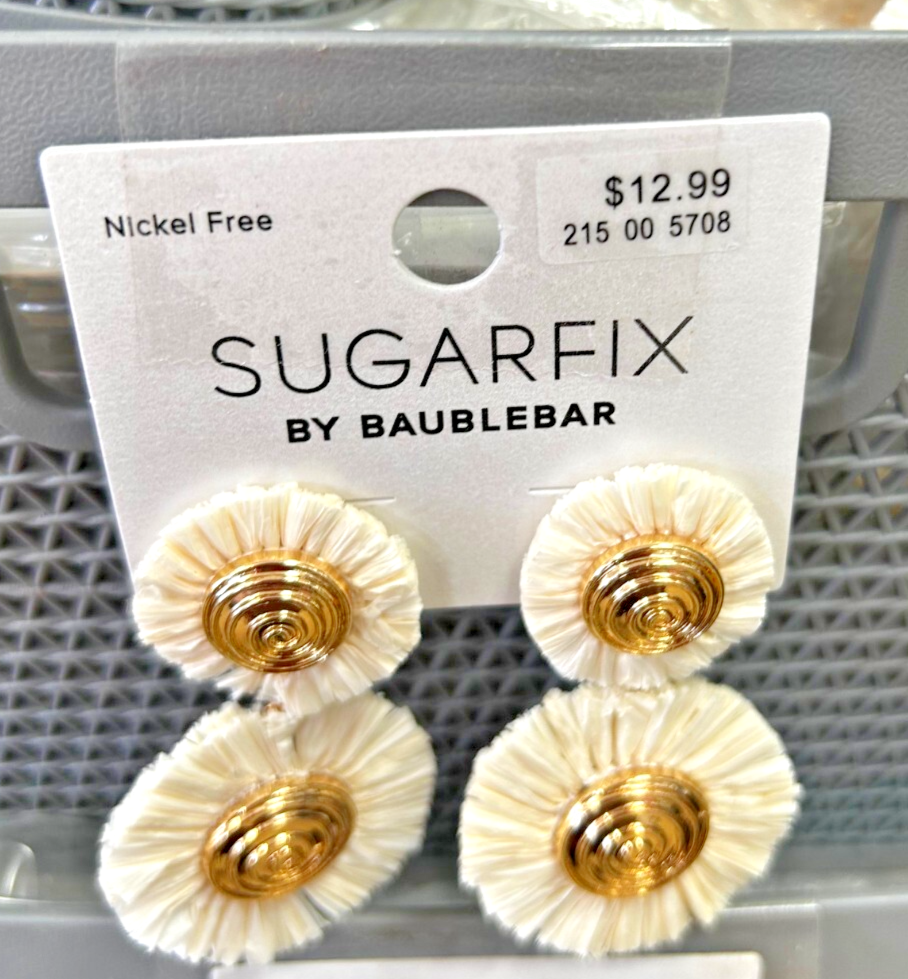 Nickel Free
$12.99
215 00 5708
SUGARFIX
BY BAUBLEBAR